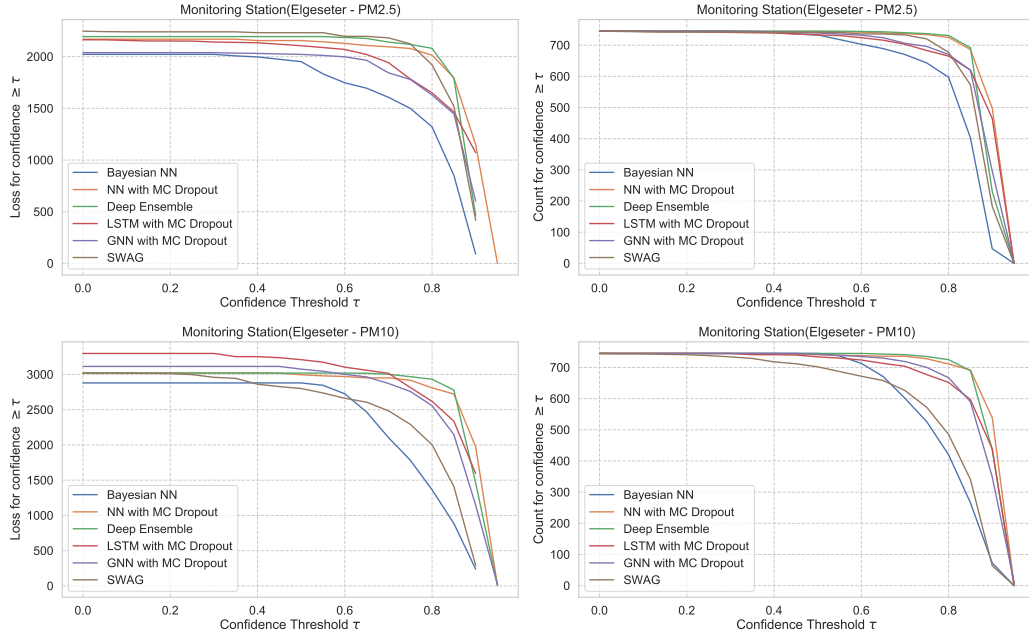 Monitoring Station(Elgeseter - PM2.5)
Loss for confidence ≥ τ
2000
1500
1000
500
0
Bayesian NN
NN with MC Dropout
Deep Ensemble
LSTM with MC Dropout
GNN with MC Dropout
SWAG
0.0 0.2 0.4 0.6 0.8
Confidence Threshold τ
Monitoring Station(Elgeseter - PM2.5)
Count for confidence ≥ τ
700
600
500
400
300
200
100
0
Bayesian NN
NN with MC Dropout
Deep Ensemble
LSTM with MC Dropout
GNN with MC Dropout
SWAG
0.0 0.2 0.4 0.6 0.8
Confidence Threshold τ
Monitoring Station(Elgeseter - PM10)
Loss for confidence ≥ τ
3000
2500
2000
1500
1000
500
0
Bayesian NN
NN with MC Dropout
Deep Ensemble
LSTM with MC Dropout
GNN with MC Dropout
SWAG
0.0 0.2 0.4 0.6 0.8
Confidence Threshold τ
Monitoring Station(Elgeseter - PM10)
Count for confidence ≥ τ
700
600
500
400
300
200
100
0
Bayesian NN
NN with MC Dropout
Deep Ensemble
LSTM with MC Dropout
GNN with MC Dropout
SWAG
0.0 0.2 0.4 0.6 0.8
Confidence Threshold τ